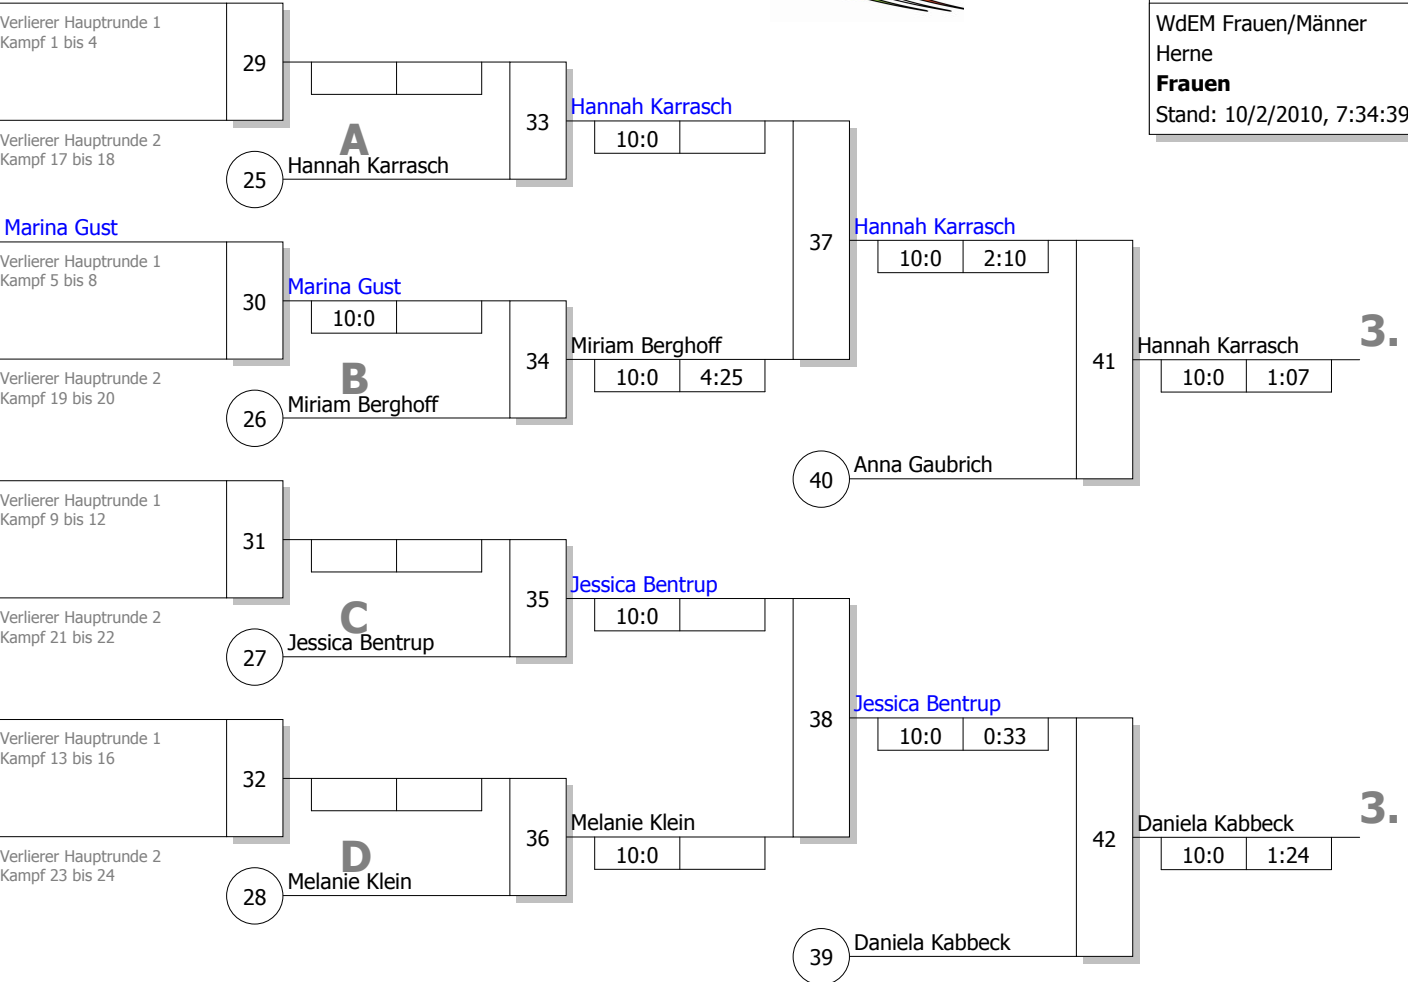 Verlierer Hauptrunde 1
Kampf 1 bis 4
29
Verlierer Hauptrunde 2
Kampf 17 bis 18
A
25
Hannah Karrasch
33
Hannah Karrasch
10:0
WdEM Frauen/Männer
Herne
Frauen
Stand: 10/2/2010, 7:34:39
Marina Gust
Verlierer Hauptrunde 1
Kampf 5 bis 8
30
Marina Gust
10:0
Verlierer Hauptrunde 2
Kampf 19 bis 20
B
26
Miriam Berghoff
34
Miriam Berghoff
10:0 4:25
37
Hannah Karrasch
10:0 2:10
40
Anna Gaubrich
41
Hannah Karrasch
10:0 1:07
3.
Verlierer Hauptrunde 1
Kampf 9 bis 12
31
Verlierer Hauptrunde 2
Kampf 21 bis 22
C
27
Jessica Bentrup
35
Jessica Bentrup
10:0
Verlierer Hauptrunde 1
Kampf 13 bis 16
32
Verlierer Hauptrunde 2
Kampf 23 bis 24
D
28
Melanie Klein
36
Melanie Klein
10:0
38
Jessica Bentrup
10:0 0:33
39
Daniela Kabbeck
42
Daniela Kabbeck
10:0 1:24
3.